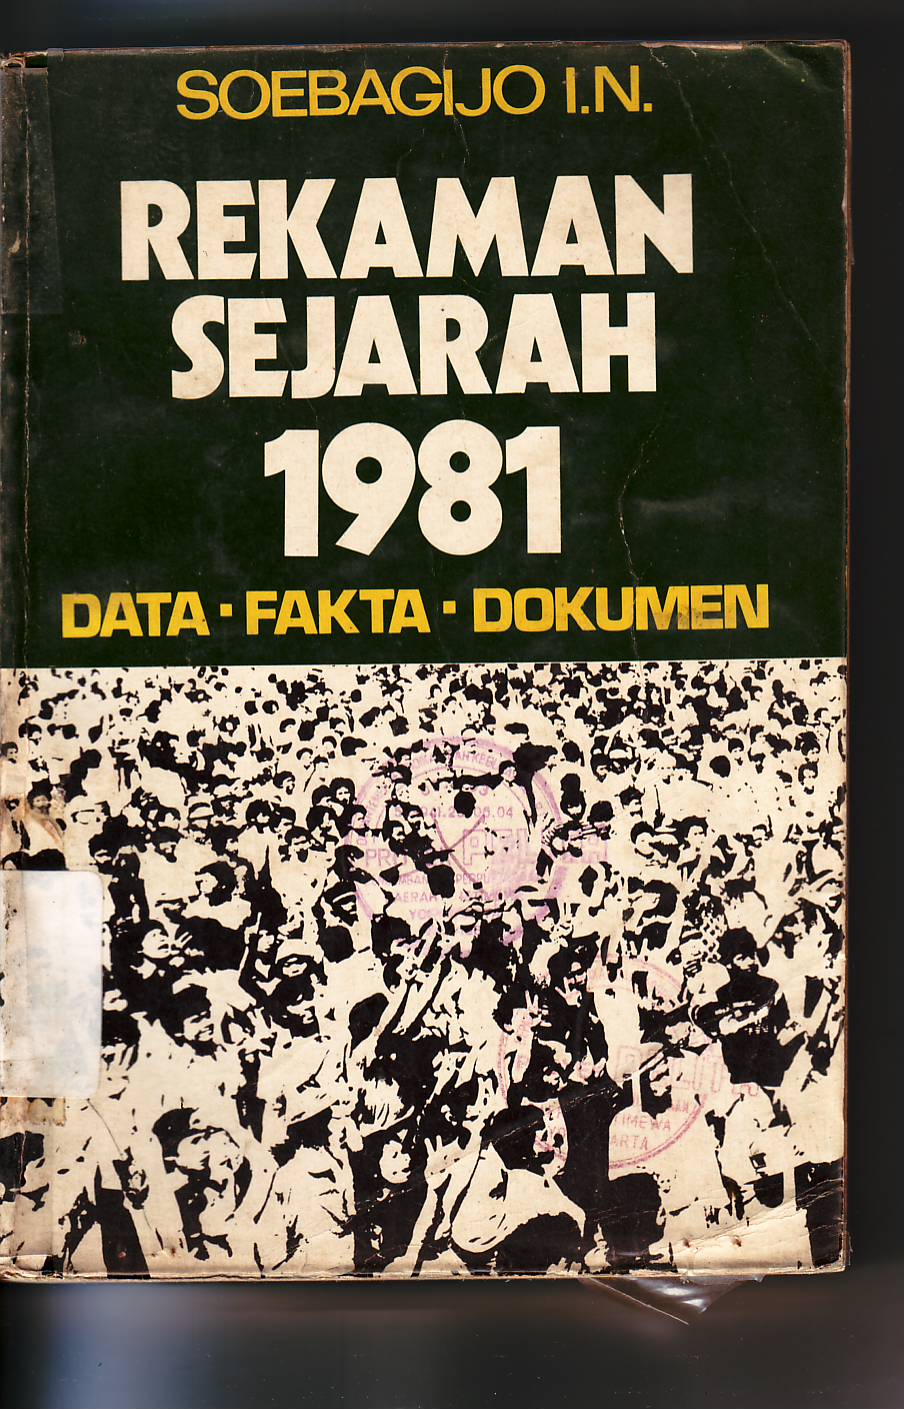 SOEBAGIJO I.N.
REKAMAN
SEJARAH
1981
DATA · FAKTA · DOKUMEN